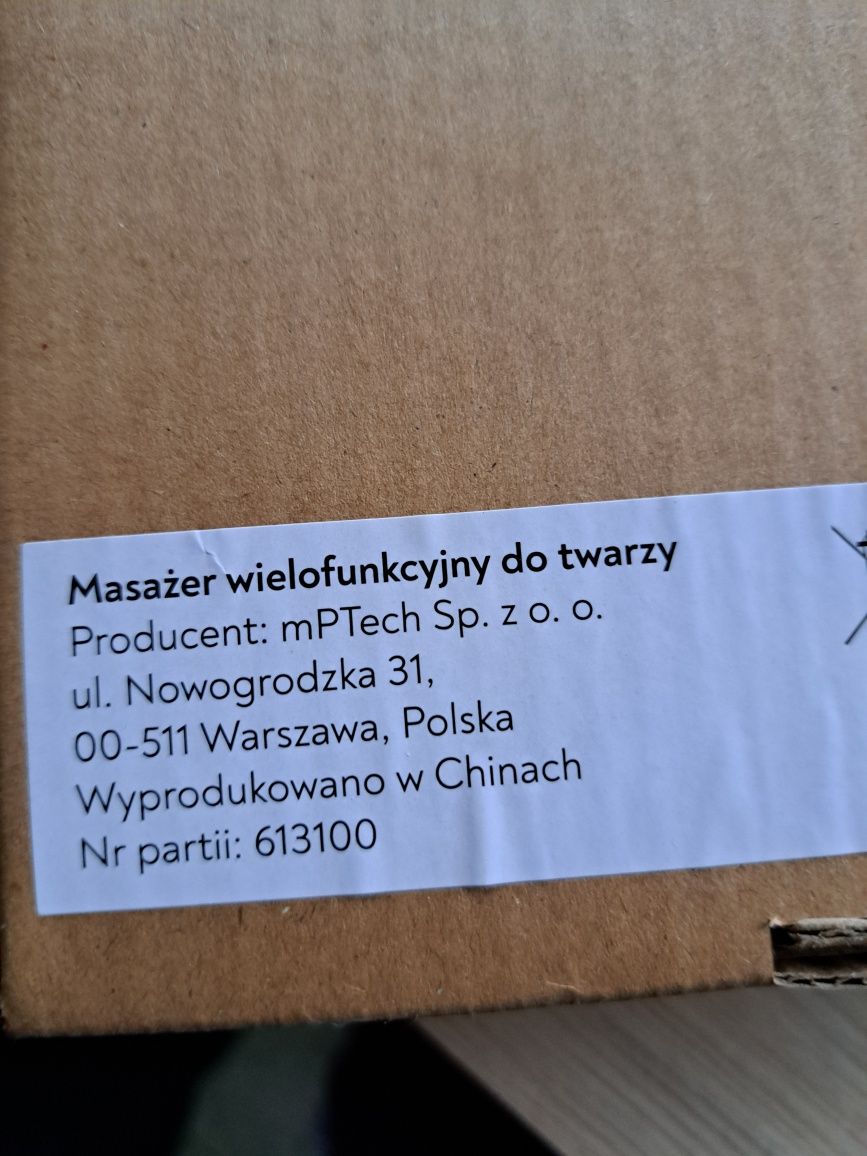 Masażer wielofunkcyjny do twarzy
Producent: mPTech Sp. z o. o.
ul. Nowogrodzka 31,
00-511 Warszawa, Polska
Wyprodukowano w Chinach
Nr partii: 613100